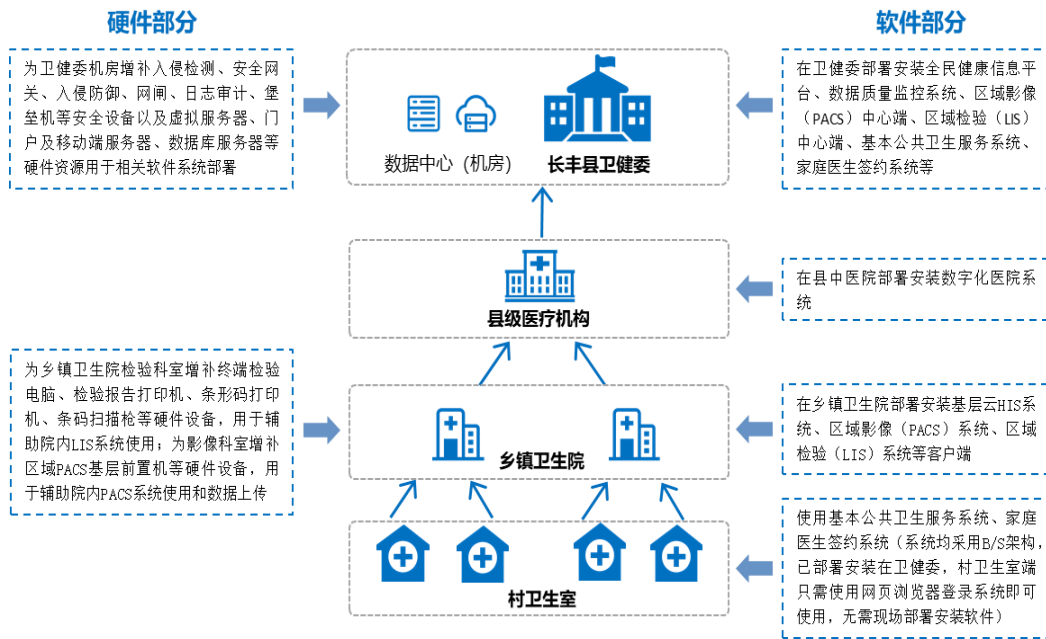 硬件部分
软件部分
为卫健委机房增补入侵检测、安全网
关、入侵防御、网闸、日志审计、堡
垒机等安全设备以及虚拟服务器、门
户及移动端服务器、数据库服务器等
硬件资源用于相关软件系统部署
数据中心（机房）
长丰县卫健委
在卫健委部署安装全民健康信息平
台、数据质量监控系统、区域影像
（PACS）中心端、区域检验（LIS）
中心端、基本公共卫生服务系统、
家庭医生签约系统等
县级医疗机构
在县中医院部署安装数字化医院系
统
为乡镇卫生院检验科室增补终端检验
电脑、检验报告打印机、条形码打印
机、条码扫描枪等硬件设备，用于辅
助院内LIS系统使用；为影像科室增补
区域PACS基层前置机等硬件设备，用
于辅助院内PACS系统使用和数据上传
乡镇卫生院
在乡镇卫生院部署安装基层云HIS系
统、区域影像（PACS）系统、区域
检验（LIS）系统等客户端
村卫生室
使用基本公共卫生服务系统、家庭
医生签约系统（系统均采用B/S架构，
已部署安装在卫健委，村卫生室端
只需使用网页浏览器登录系统即可
使用，无需现场部署安装软件）